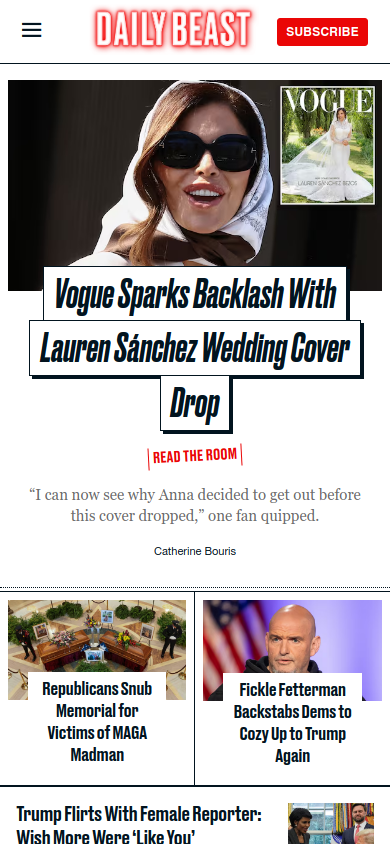 DAILY BEAST
SUBSCRIBE
VOGUE
LAUREN SÁNCHEZ BEZOS
Vogue Sparks Backlash With
Lauren Sánchez Wedding Cover
Drop
READ THE ROOM
“I can now see why Anna decided to get out before
this cover dropped,” one fan quipped.
Catherine Bouris
Republicans Snub
Memorial for
Victims of MAGA
Madman
Fickle Fetterman
Backstabs Dems to
Cozy Up to Trump
Again
Trump Flirts With Female Reporter:
Wish More Were ‘Like You’